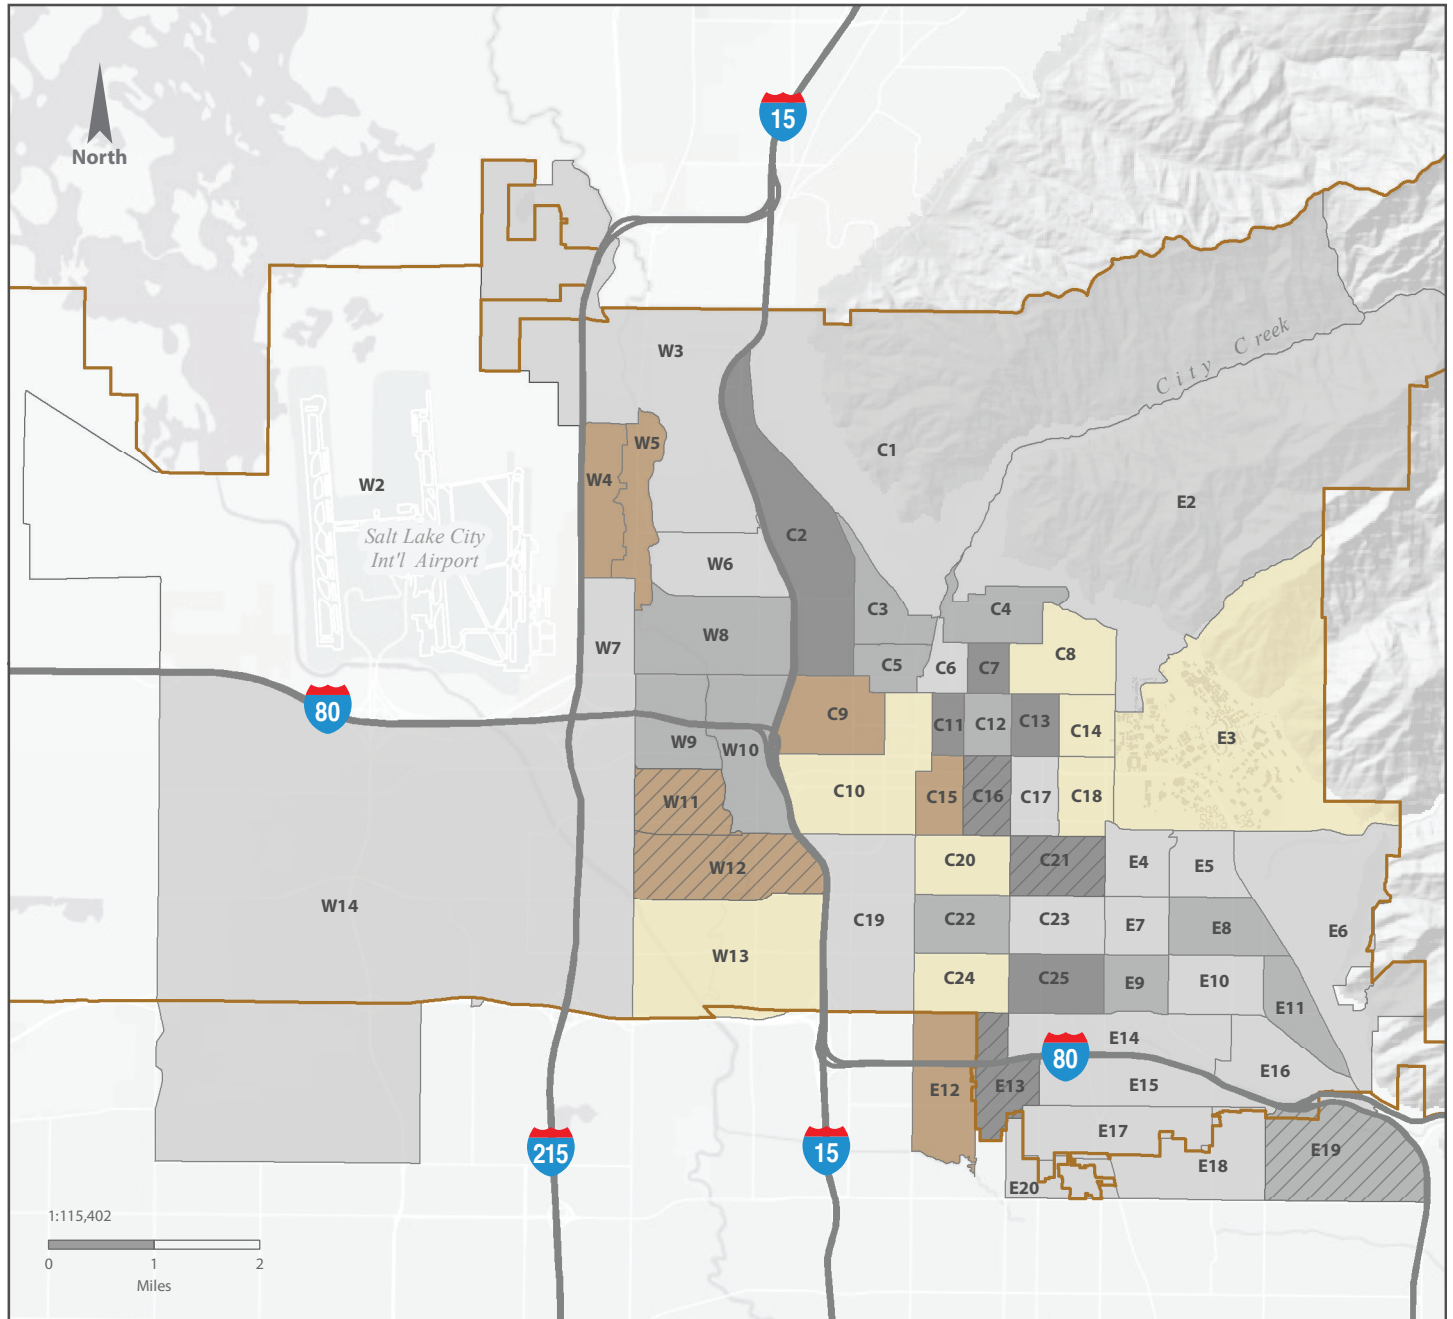 15
North
W3
City Creek
C1
W5
W4
W2
E2
Salt Lake City
Int'l Airport
C2
W6
C3
C4
W8
W7
C8
C5
C6
C7
80
C9
C11
C12
C13
C14
E3
W9
W10
C10
C15
C16
C17
C18
W11
W12
C20
C21
E4
E5
W14
C19
C22
C23
E7
E8
E6
W13
C24
C25
E9
E10
E11
E14
80
E12
E13
E15
E16
E17
215
15
E18
E19
E20
1:115,402
0 1 2
Miles